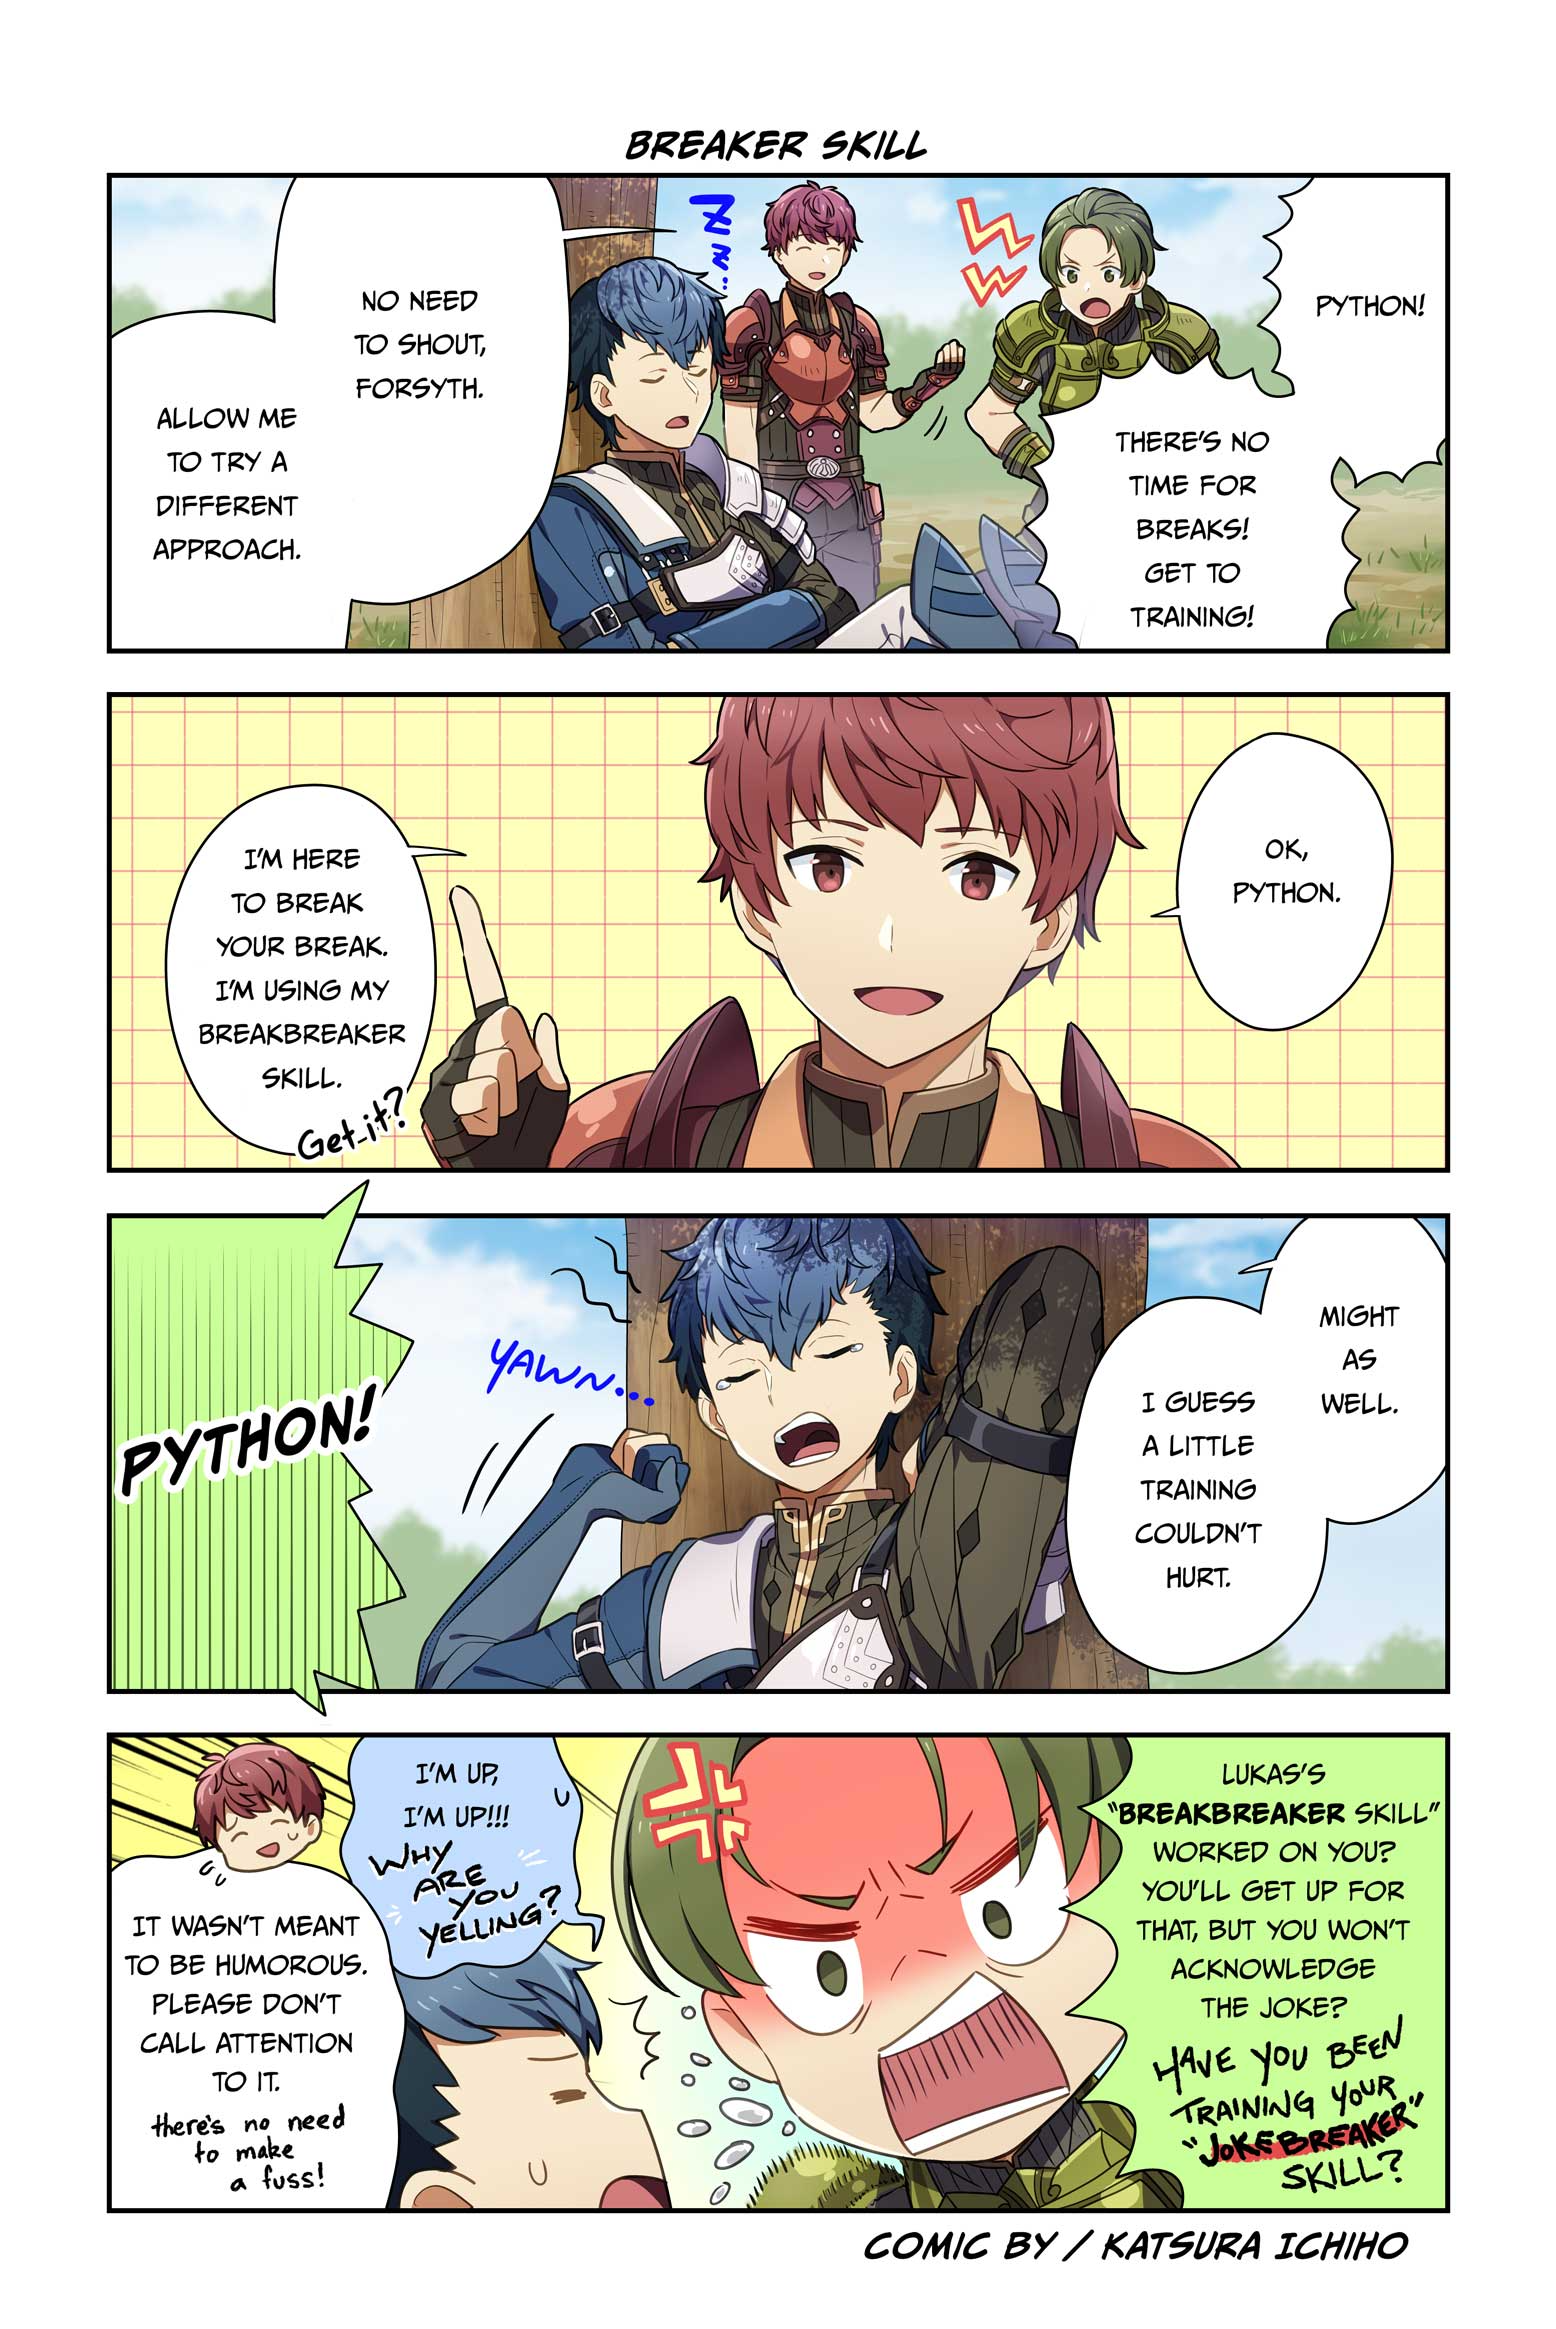 BREAKER SKILL
PYTHON!
THERE'S NO
TIME FOR
BREAKS!
GET TO
TRAINING!
Zz...
NO NEED
TO SHOUT,
FORSYTH.
ALLOW ME
TO TRY A
DIFFERENT
APPROACH.
OK,
PYTHON.
I'M HERE
TO BREAK
YOUR BREAK.
I'M USING MY
BREAKBREAKER
SKILL.
Get it?
MIGHT
AS
WELL.
I GUESS
A LITTLE
TRAINING
COULDN'T
HURT.
YAWN...
PYTHON!
LUKAS'S
"BREAKBREAKER SKILL"
WORKED ON YOU?
YOU'LL GET UP FOR
THAT, BUT YOU WON'T
ACKNOWLEDGE
THE JOKE?
HAVE YOU BEEN
TRAINING YOUR
"JOKEBREAKER"
SKILL?
I'M UP,
I'M UP!!!
WHY
ARE
YOU
YELLING?
IT WASN'T MEANT
TO BE HUMOROUS.
PLEASE DON'T
CALL ATTENTION
TO IT.
there's no need
to make
a fuss!
COMIC BY / KATSURA ICHIHO